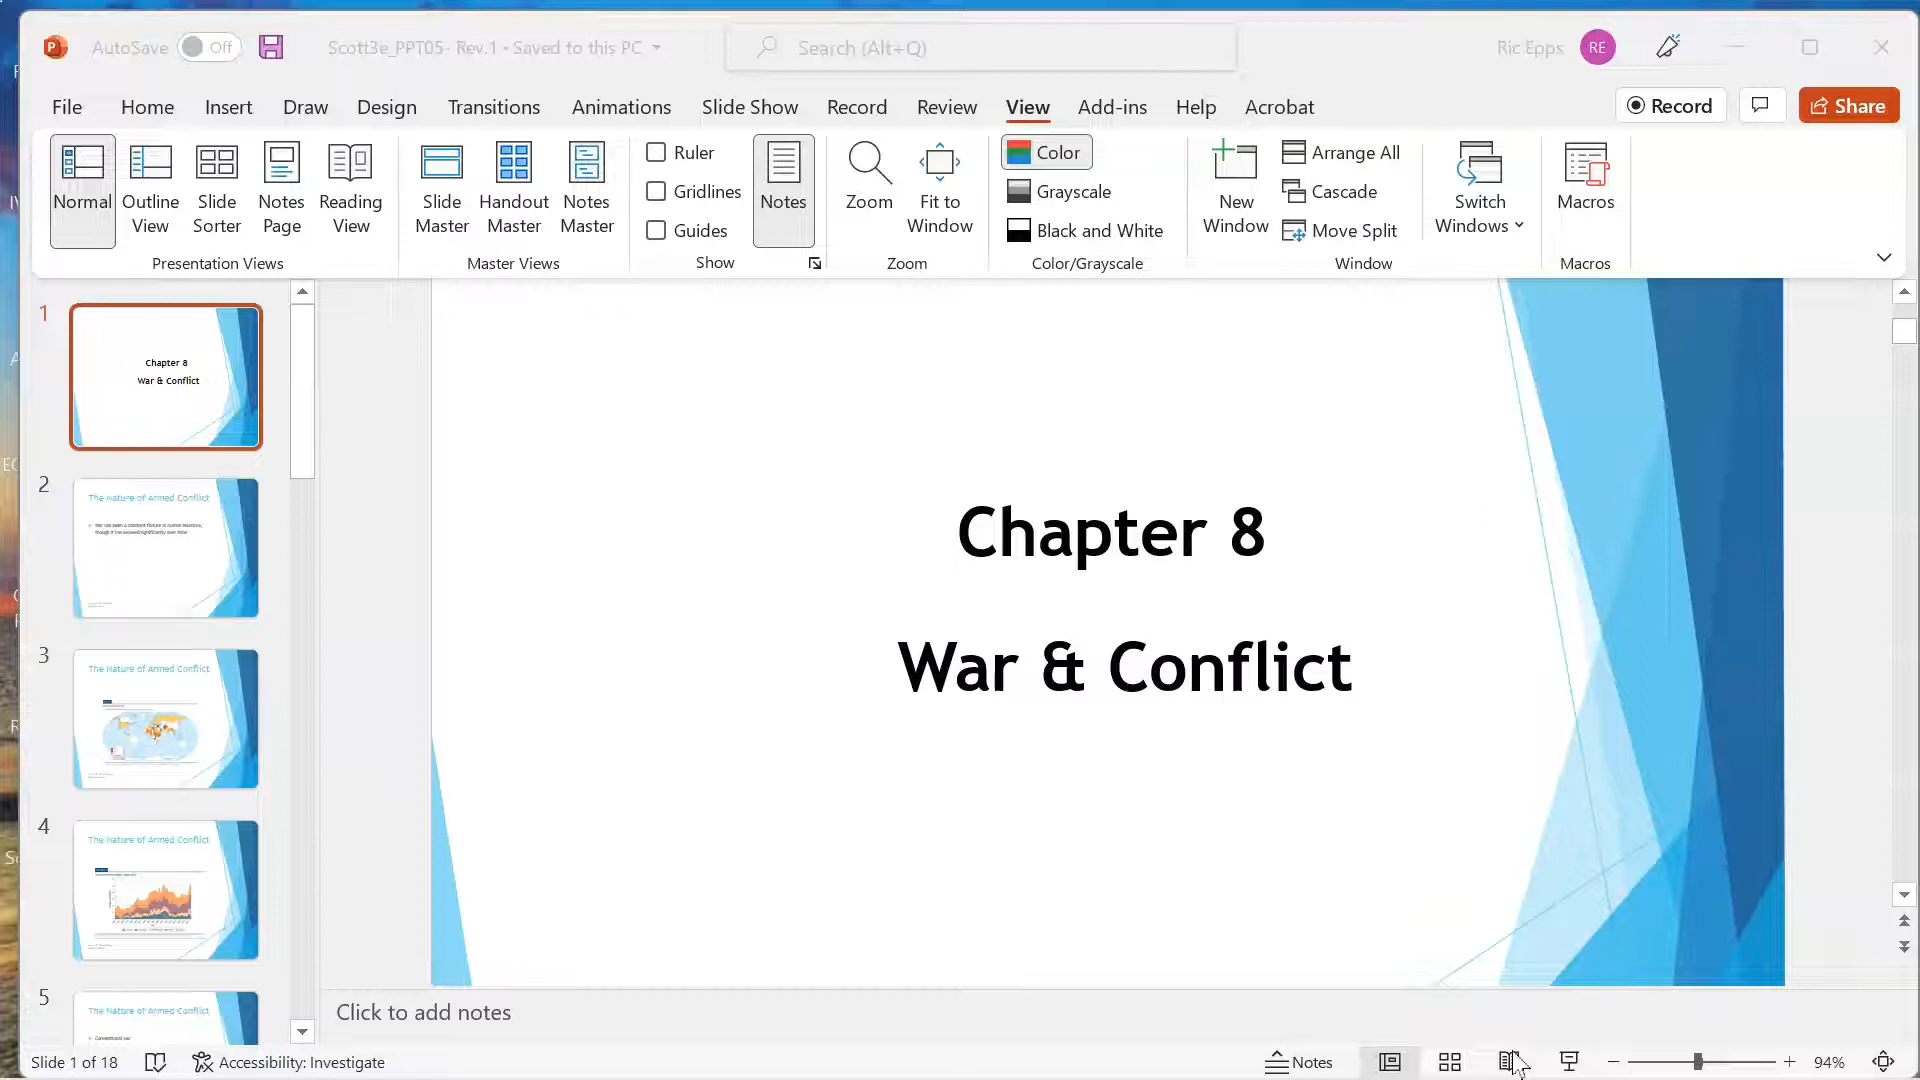 AutoSave Off Scott3e_PPT05- Rev.1 • Saved to this PC Search (Alt+Q) Ric Epps RE
File Home Insert Draw Design Transitions Animations Slide Show Record Review View Add-ins Help Acrobat Record Share
Normal Outline View Slide Sorter Notes Page Reading View
Presentation Views
Slide Master Handout Master Notes Master
Master Views
Ruler
Gridlines
Guides
Notes
Show
Zoom Fit to Window
Zoom
Color
Grayscale
Black and White
Color/Grayscale
New Window
Arrange All
Cascade
Move Split
Switch Windows
Window
Macros
Macros
1
Chapter 8
War & Conflict
2
The Nature of Armed Conflict
3
The Nature of Armed Conflict
4
The Nature of Armed Conflict
5
The Nature of Armed Conflict
Conventional war
Chapter 8
War & Conflict
Click to add notes
Slide 1 of 18 Accessibility: Investigate Notes 94%